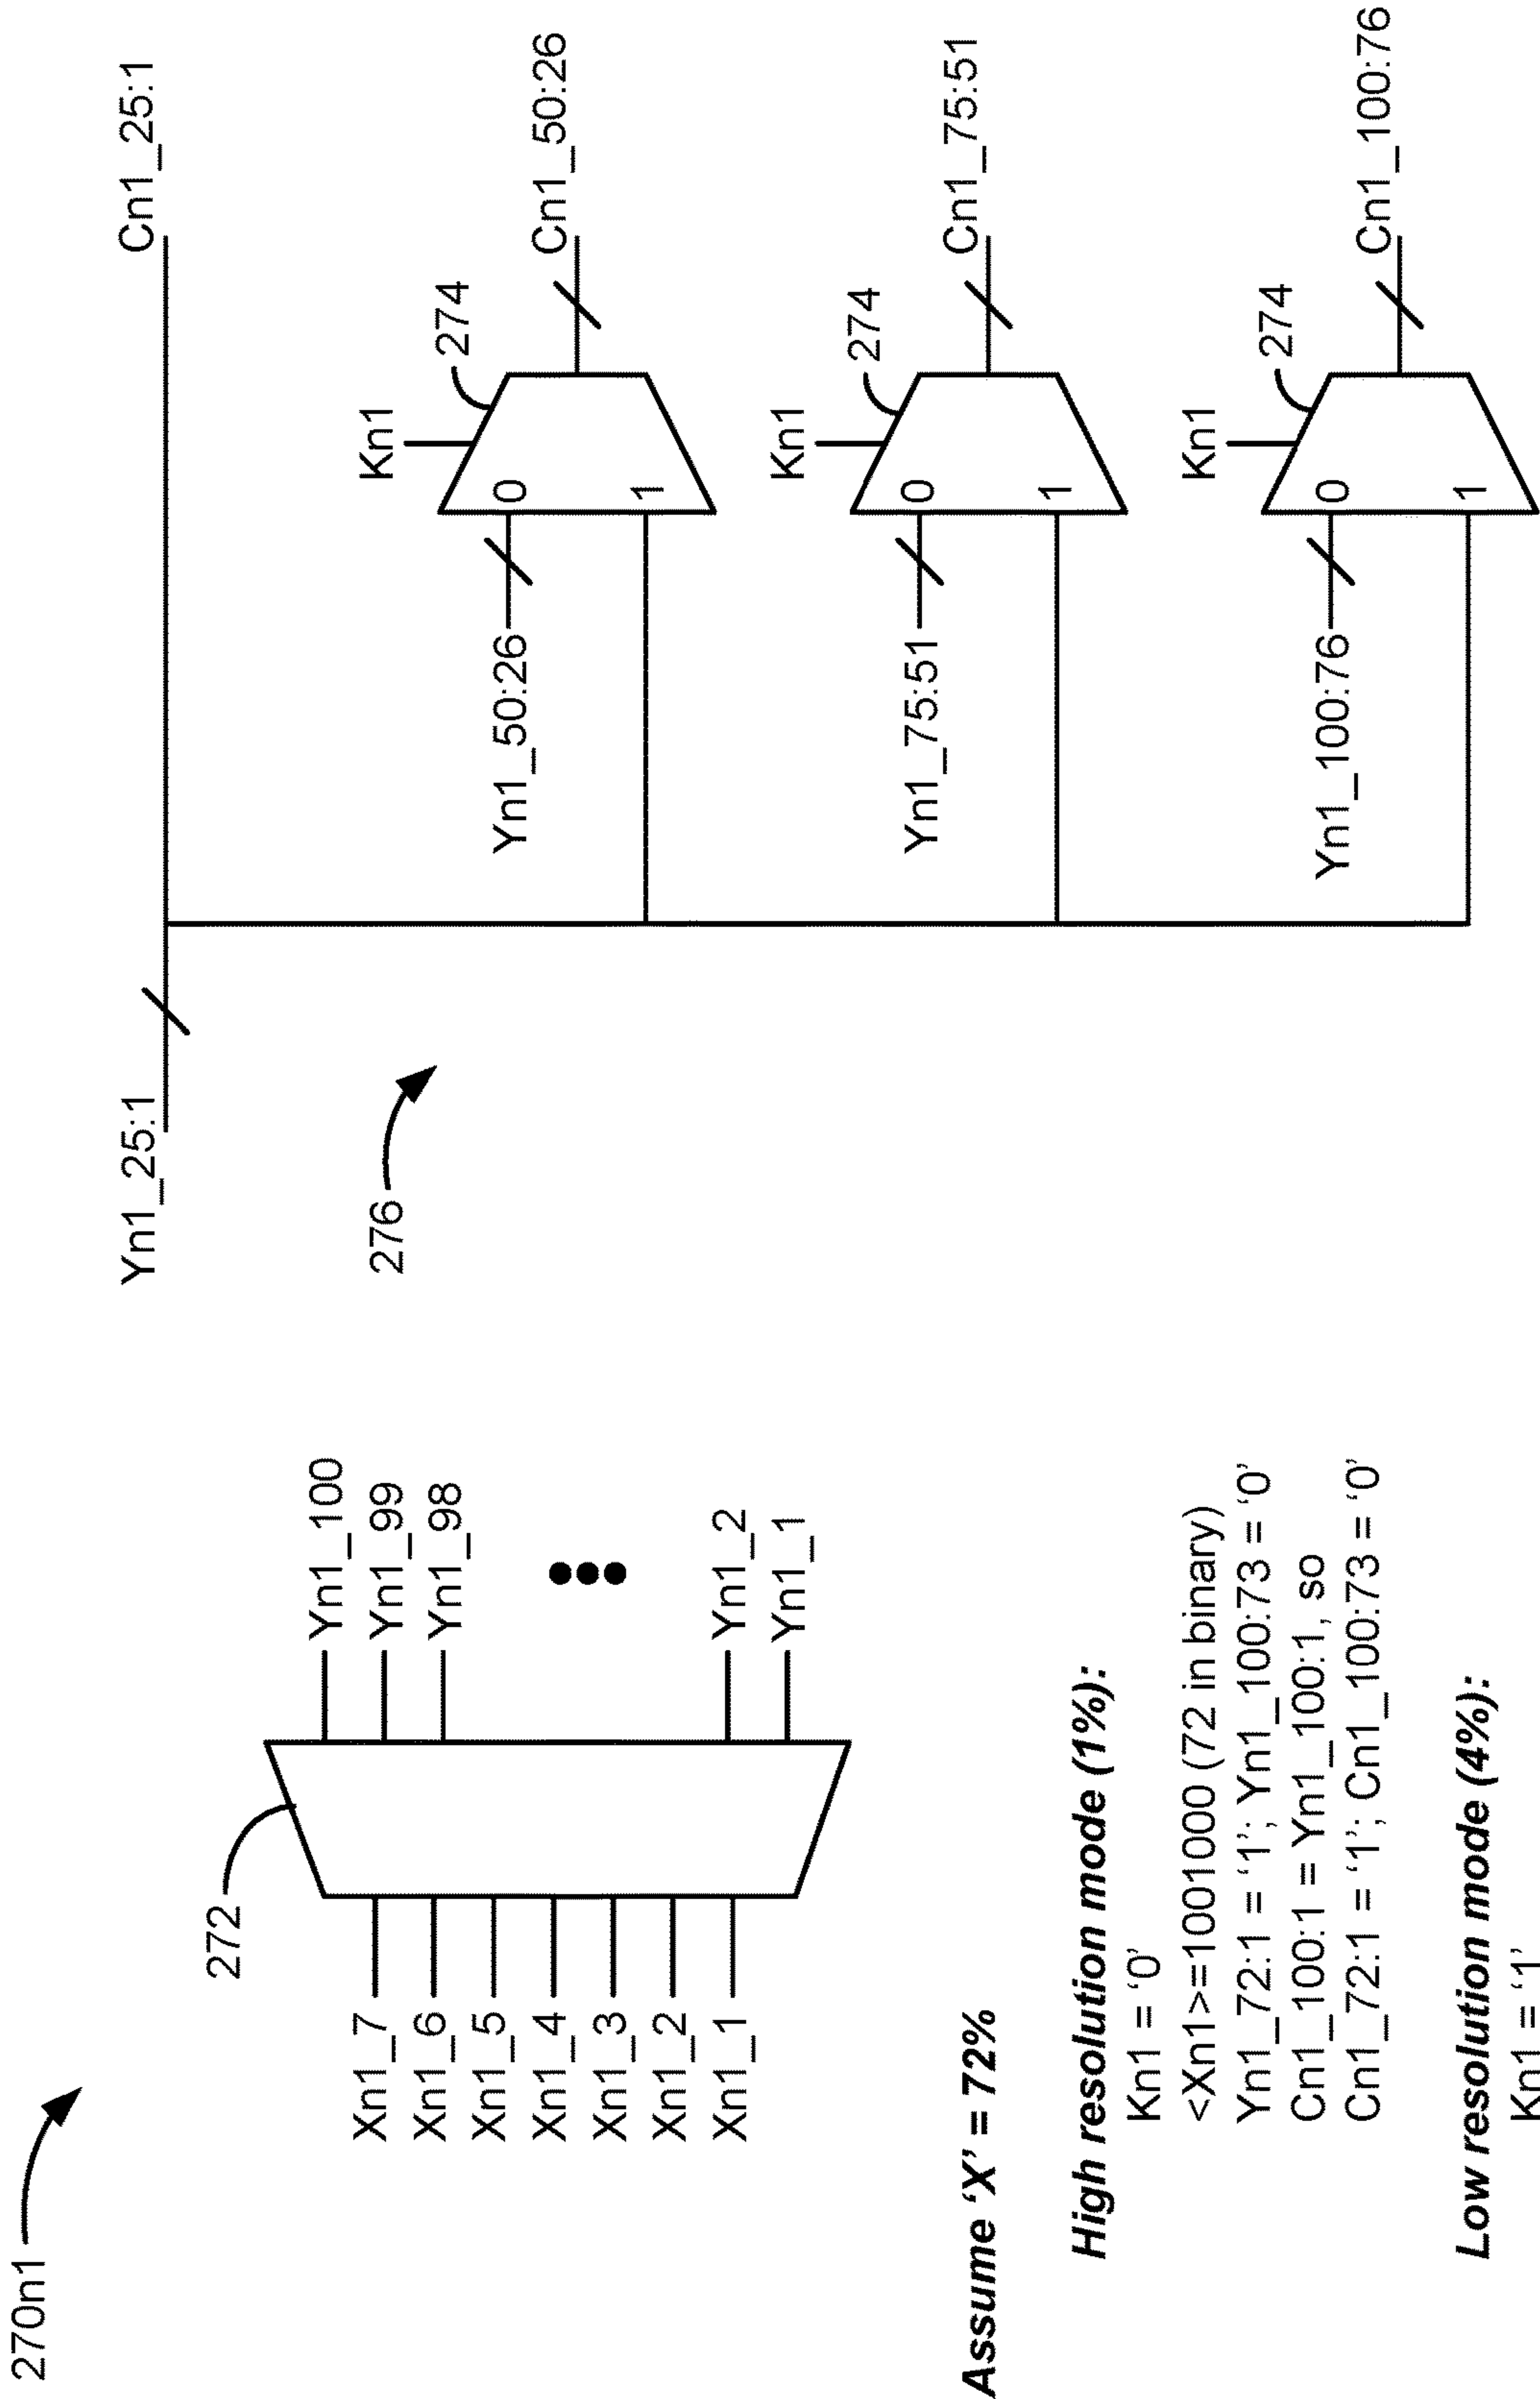 270n1
272
Xn1_7
Xn1_6
Xn1_5
Xn1_4
Xn1_3
Xn1_2
Xn1_1
Yn1_100
Yn1_99
Yn1_98
Yn1_2
Yn1_1
Assume ‘X’ = 72%
High resolution mode (1%):
Kn1 = ‘0’
<Xn1>=1001000 (72 in binary)
Yn1_72:1 = ‘1’; Yn1_100:73 = ‘0’
Cn1_100:1 = Yn1_100:1, so
Cn1_72:1 = ‘1’; Cn1_100:73 = ‘0’
Low resolution mode (4%):
Kn1 = ‘1’
Yn1_25:1
Cn1_25:1
276
Kn1
274
Yn1_50:26
0
1
Cn1_50:26
Kn1
274
Yn1_75:51
0
1
Cn1_75:51
Kn1
274
Yn1_100:76
0
1
Cn1_100:76